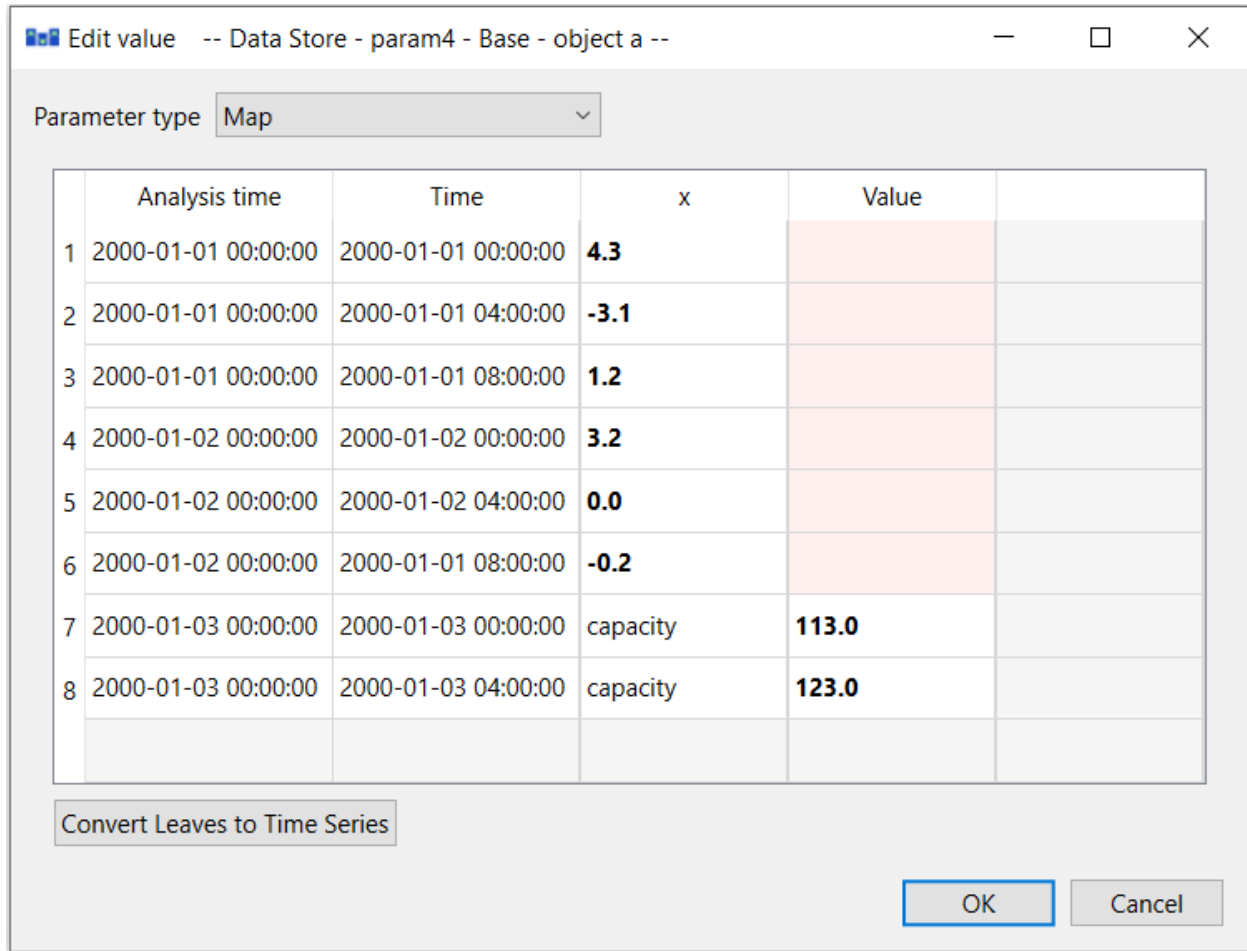 Edit value -- Data Store - param4 - Base - object a --
Parameter type Map
Analysis time Time x Value
1 2000-01-01 00:00:00 2000-01-01 00:00:00 4.3
2 2000-01-01 00:00:00 2000-01-01 04:00:00 -3.1
3 2000-01-01 00:00:00 2000-01-01 08:00:00 1.2
4 2000-01-02 00:00:00 2000-01-02 00:00:00 3.2
5 2000-01-02 00:00:00 2000-01-02 04:00:00 0.0
6 2000-01-02 00:00:00 2000-01-01 08:00:00 -0.2
7 2000-01-03 00:00:00 2000-01-03 00:00:00 capacity 113.0
8 2000-01-03 00:00:00 2000-01-03 04:00:00 capacity 123.0
Convert Leaves to Time Series
OK Cancel